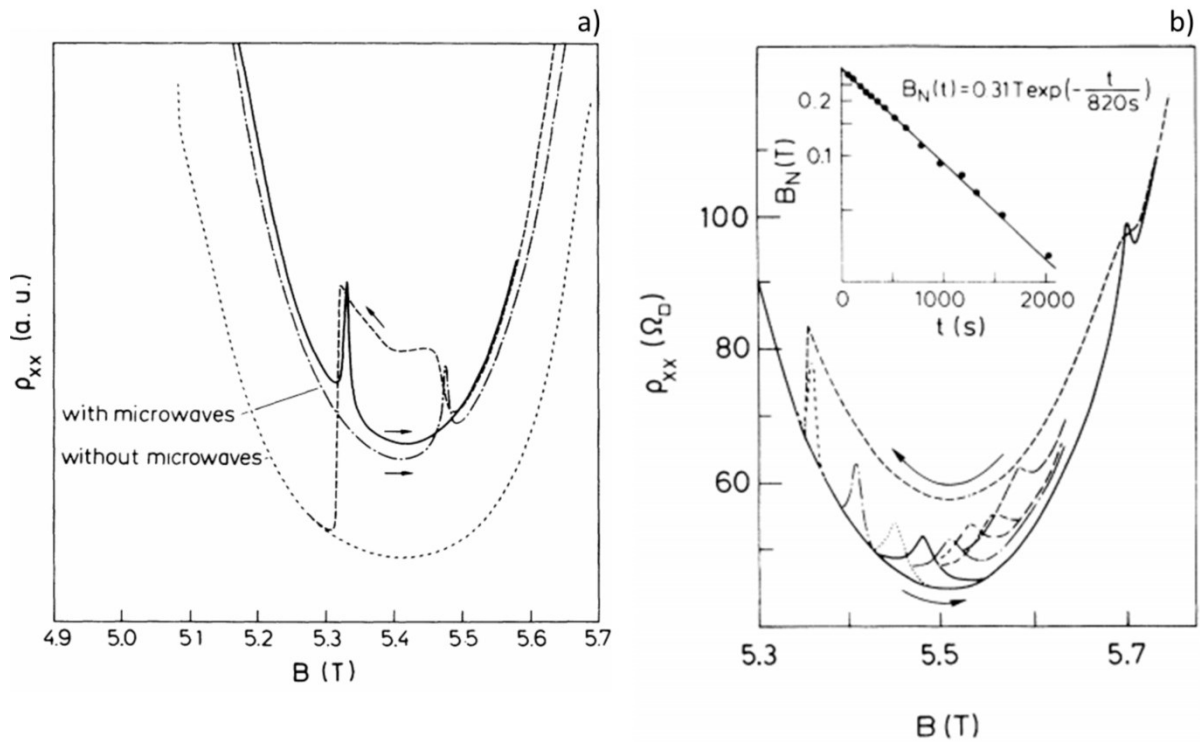 a)
ρxx (a. u.)
with microwaves
without microwaves
4.9 5.0 5.1 5.2 5.3 5.4 5.5 5.6 5.7
B (T)
b)
BN(t)=0.31Texp(-t/820s)
0.2
0.1
BN(T)
0 1000 2000
t (s)
100
80
60
ρxx (Ω□)
5.3 5.5 5.7
B (T)